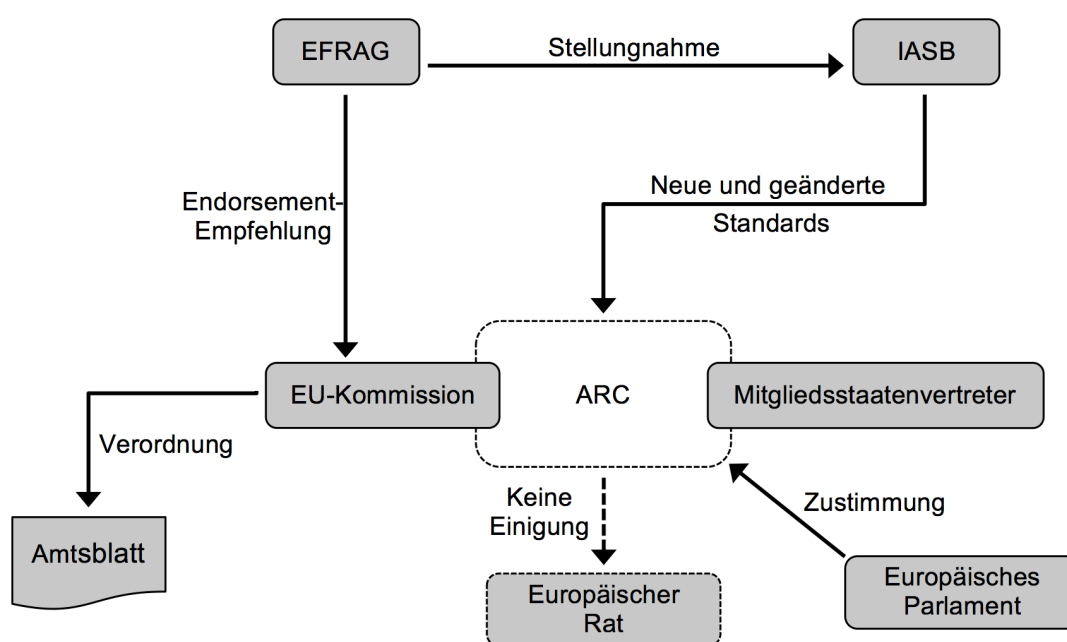 EFRAG
Stellungnahme
IASB
Endorsement-
Empfehlung
Neue und geänderte
Standards
EU-Kommission
ARC
Mitgliedsstaatenvertreter
Verordnung
Keine
Einigung
Zustimmung
Amtsblatt
Europäischer
Rat
Europäisches
Parlament